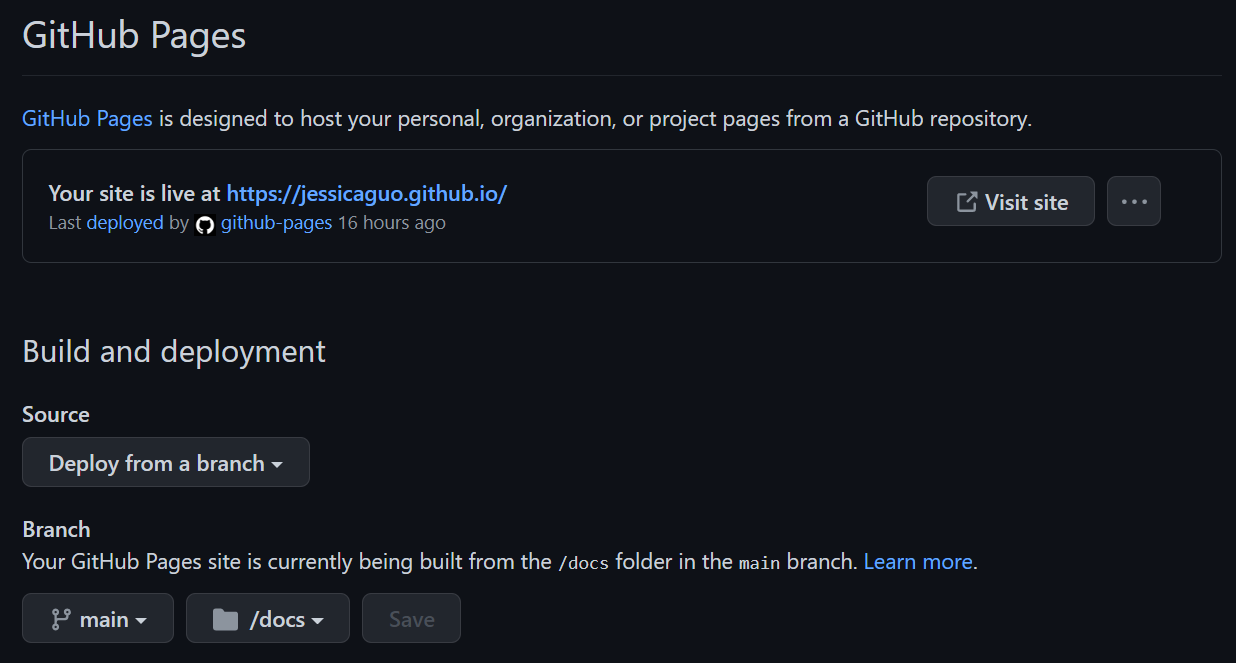 GitHub Pages
GitHub Pages is designed to host your personal, organization, or project pages from a GitHub repository.
Your site is live at https://jessicaguo.github.io/
Visit site
Last deployed by github-pages 16 hours ago
Build and deployment
Source
Deploy from a branch
Branch
Your GitHub Pages site is currently being built from the /docs folder in the main branch. Learn more.
main /docs Save